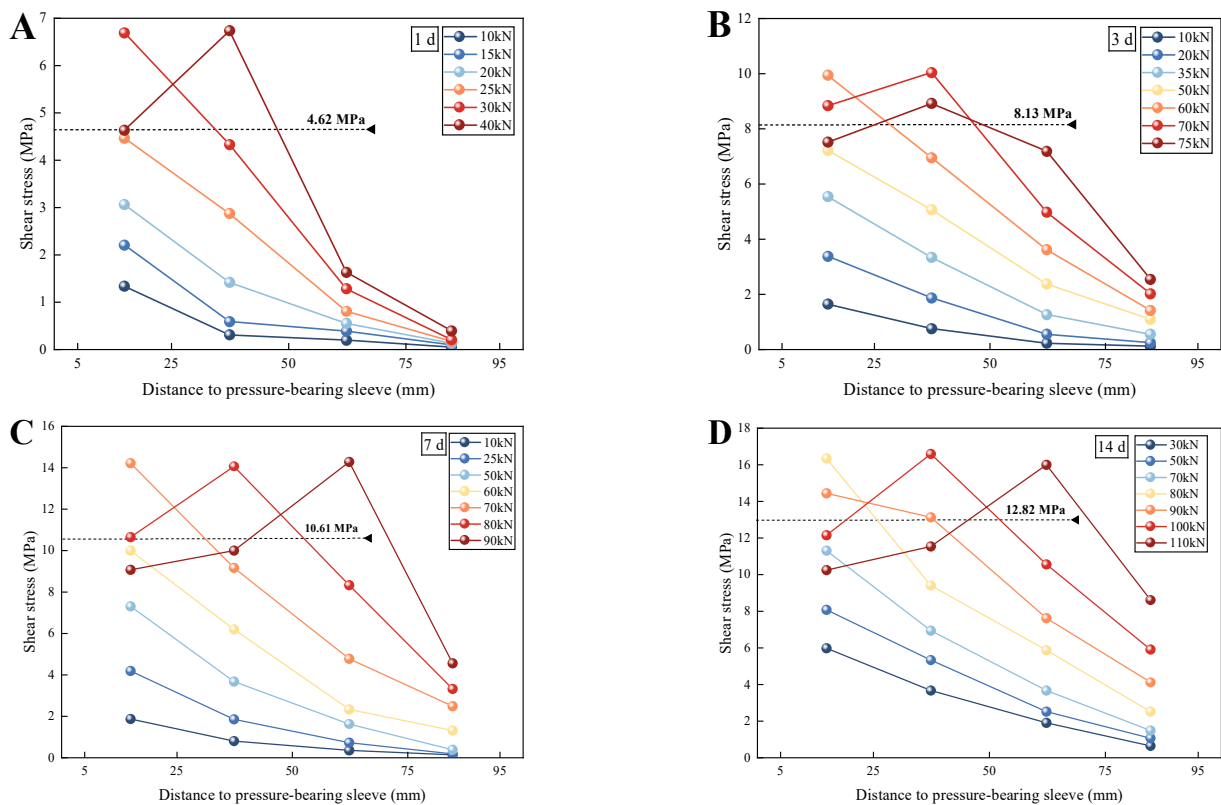 A
1 d
10kN
15kN
20kN
25kN
30kN
40kN
4.62 MPa
Shear stress (MPa)
7
6
5
4
3
2
1
0
5 25 50 75 95
Distance to pressure-bearing sleeve (mm)
B
3 d
10kN
20kN
35kN
50kN
60kN
70kN
75kN
8.13 MPa
Shear stress (MPa)
12
10
8
6
4
2
0
5 25 50 75 95
Distance to pressure-bearing sleeve (mm)
C
7 d
10kN
25kN
50kN
60kN
70kN
80kN
90kN
10.61 MPa
Shear stress (MPa)
16
14
12
10
8
6
4
2
0
5 25 50 75 95
Distance to pressure-bearing sleeve (mm)
D
14 d
30kN
50kN
70kN
80kN
90kN
100kN
110kN
12.82 MPa
Shear stress (MPa)
18
16
14
12
10
8
6
4
2
0
5 25 50 75 95
Distance to pressure-bearing sleeve (mm)